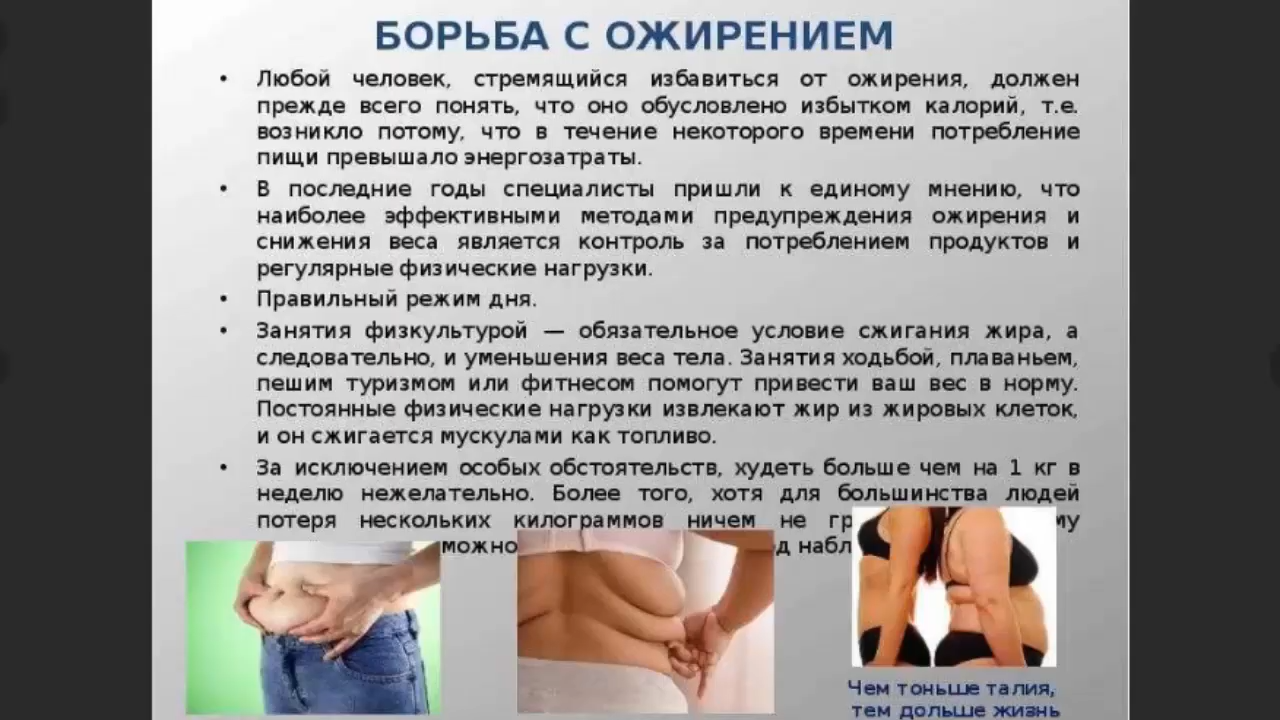 БОРЬБА С ОЖИРЕНИЕМ
• Любой человек, стремящийся избавиться от ожирения, должен
прежде всего понять, что оно обусловлено избытком калорий, т.е.
возникло потому, что в течение некоторого времени потребление
пищи превышало энергозатраты.
• В последние годы специалисты пришли к единому мнению, что
наиболее эффективными методами предупреждения ожирения и
снижения веса является контроль за потреблением продуктов и
регулярные физические нагрузки.
• Правильный режим дня.
• Занятия физкультурой — обязательное условие сжигания жира, а
следовательно, и уменьшения веса тела. Занятия ходьбой, плаваньем,
пешим туризмом или фитнесом помогут привести ваш вес в норму.
Постоянные физические нагрузки извлекают жир из жировых клеток,
и он сжигается мускулами как топливо.
• За исключением особых обстоятельств, худеть больше чем на 1 кг в
неделю нежелательно. Более того, хотя для большинства людей
потеря нескольких килограммов ничем не
можно
Чем тоньше талия,
тем дольше жизнь